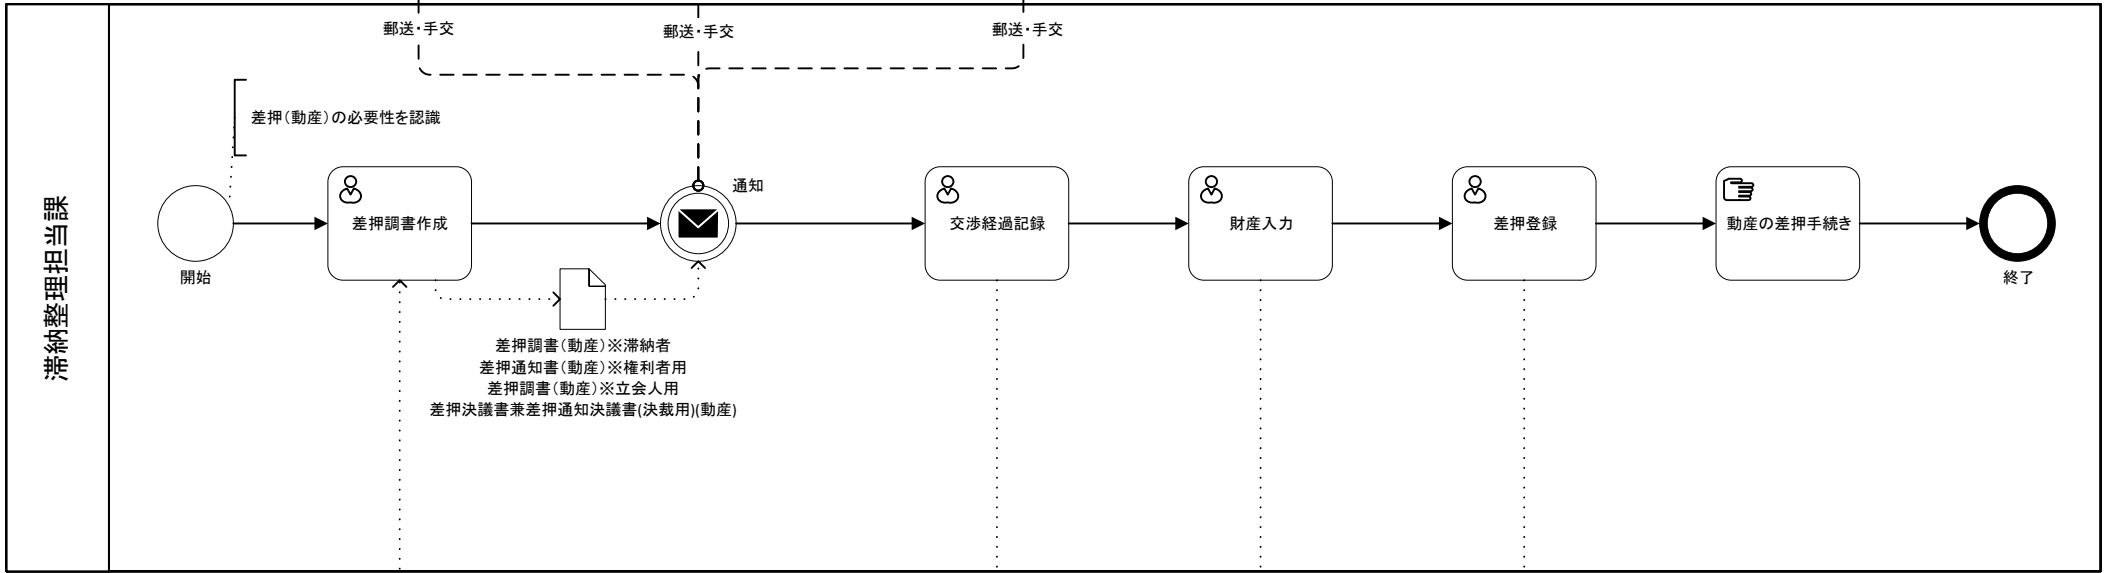 郵送・手交
郵送・手交
郵送・手交
差押（動産）の必要性を認識
滞納整理担当課
開始
差押調書作成
通知
交渉経過記録
財産入力
差押登録
動産の差押手続き
終了
差押調書（動産）※滞納者
差押通知書（動産）※権利者用
差押調書（動産）※立会人用
差押決議書兼差押通知決議書(決裁用)(動産)